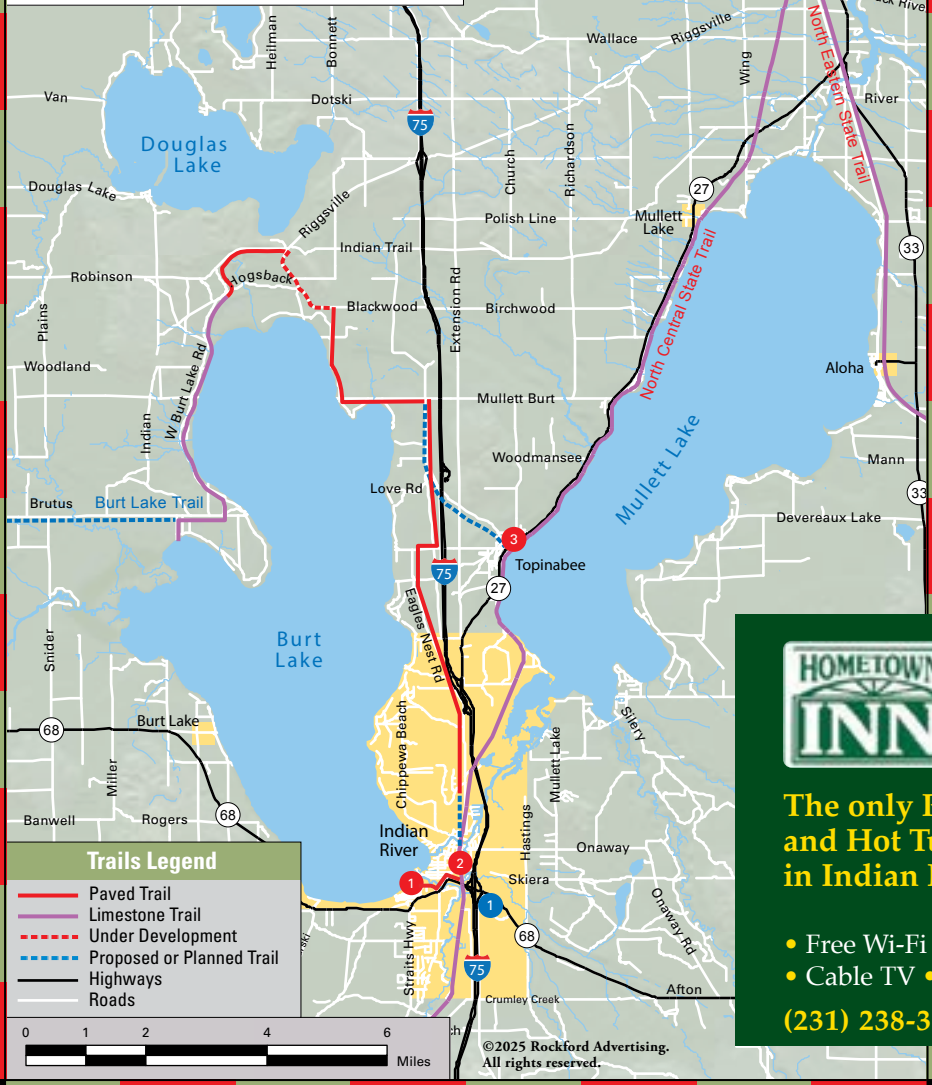 Heilman
Bonnett
Wallace
Riggsville
Wing
North Eastern State Trail
Van
Dotski
75
River
Douglas
Lake
Church
Richardson
Douglas Lake
Riggsville
Polish Line
27
Mullett
Lake
Indian Trail
33
Robinson
Hogsback
Extension Rd
North Central State Trail
Plains
Blackwood
Birchwood
Woodland
W Burt Lake Rd
Aloha
Indian
Mullett Burt
Woodmansee
Mullett Lake
Mann
Love Rd
33
Brutus
Burt Lake Trail
Devereaux Lake
3
Topinabee
75
27
Eagles Nest Rd
Snider
Burt
Lake
HOMETOWN
INN
Silery
Burt Lake
68
Chippewa Beach
Mullett Lake
Miller
The only
and Hot
in Indian
68
Banwell
Rogers
Indian
River
Hastings
Onaway
2
1
Skiera
1
Onaway Rd
Trails Legend
Paved Trail
Limestone Trail
Under Development
Proposed or Planned Trail
Highways
Roads
68
Straits Hwy
75
• Free Wi-Fi
• Cable TV •
Afton
Crumley Creek
(231) 238-3
0 1 2 4 6
Miles
©2025 Rockford Advertising.
All rights reserved.